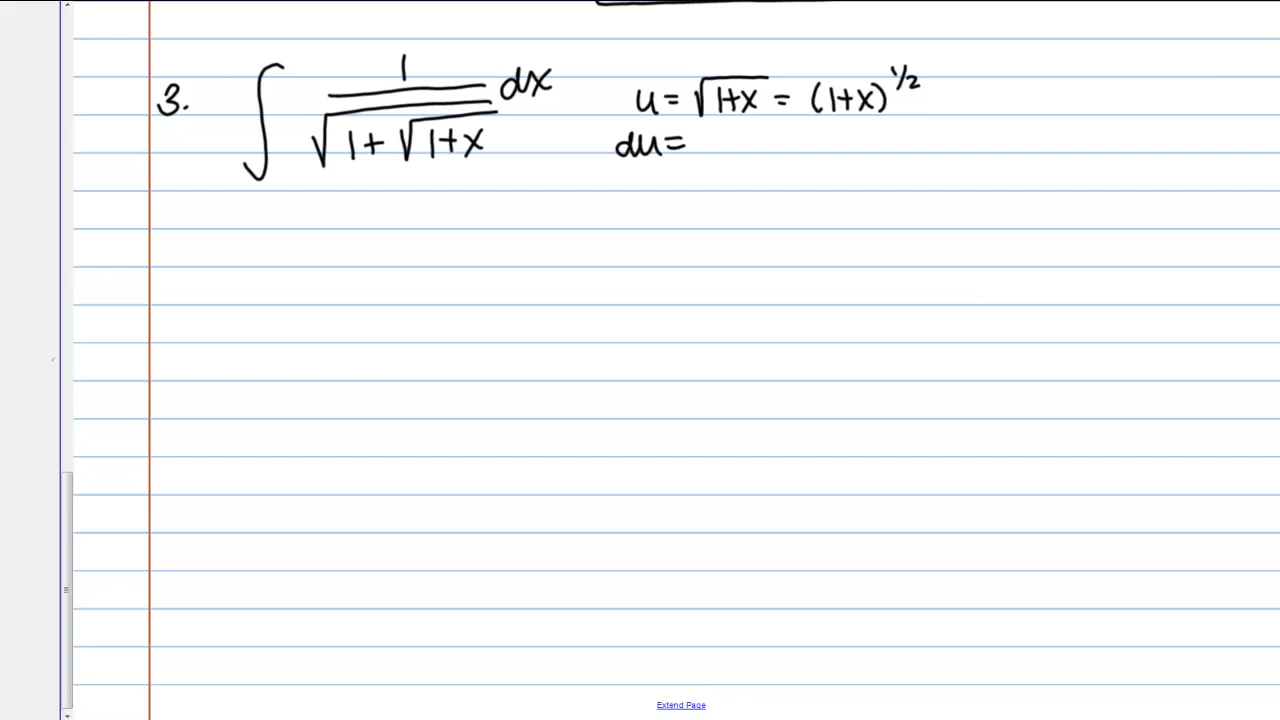 3. ∫ 1/√(1+√(1+x)) dx u = √(1+x) = (1+x)^1/2
du =
Extend Page